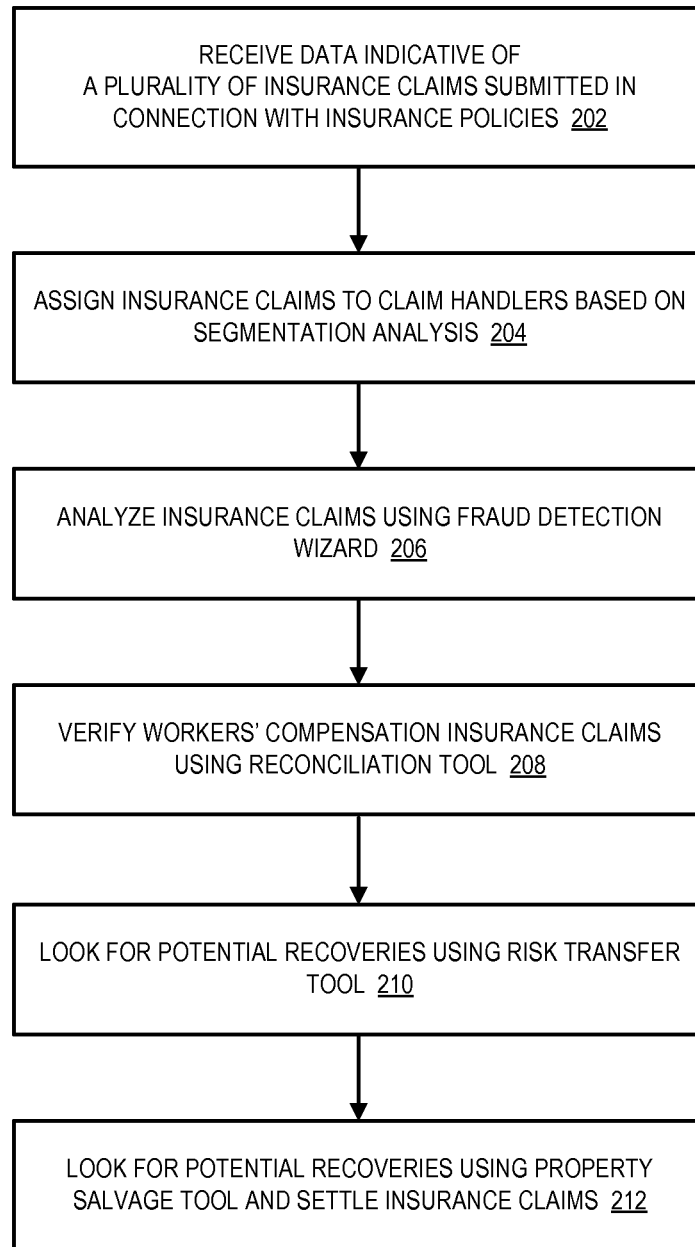 RECEIVE DATA INDICATIVE OF
A PLURALITY OF INSURANCE CLAIMS SUBMITTED IN
CONNECTION WITH INSURANCE POLICIES 202
ASSIGN INSURANCE CLAIMS TO CLAIM HANDLERS BASED ON
SEGMENTATION ANALYSIS 204
ANALYZE INSURANCE CLAIMS USING FRAUD DETECTION
WIZARD 206
VERIFY WORKERS’ COMPENSATION INSURANCE CLAIMS
USING RECONCILIATION TOOL 208
LOOK FOR POTENTIAL RECOVERIES USING RISK TRANSFER
TOOL 210
LOOK FOR POTENTIAL RECOVERIES USING PROPERTY
SALVAGE TOOL AND SETTLE INSURANCE CLAIMS 212